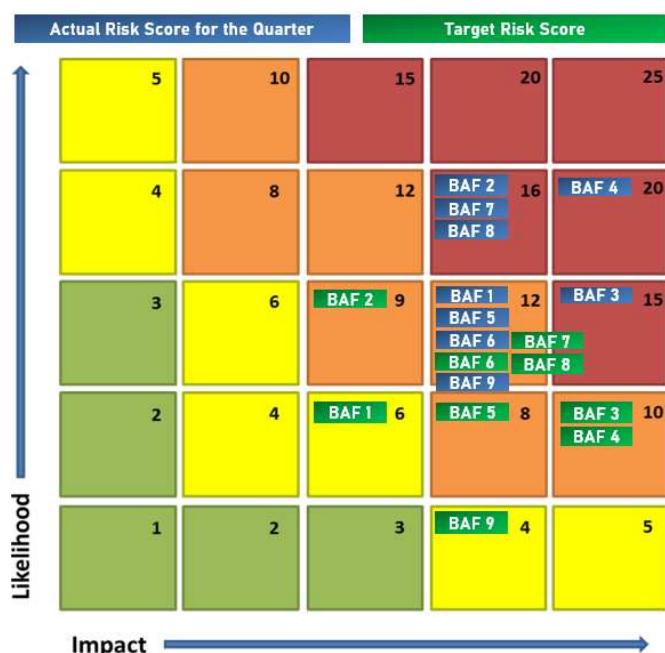 Actual Risk Score for the Quarter
Target Risk Score
5 10 15 20 25
4 8 12 16 20
BAF 2 BAF 4
BAF 7
BAF 8
3 6 9 12 15
BAF 2 BAF 1 BAF 3
BAF 5
BAF 6 BAF 7
BAF 6 BAF 8
BAF 9
2 4 6 8 10
BAF 1 BAF 5 BAF 3
BAF 4
1 2 3 4 5
BAF 9
Likelihood
Impact